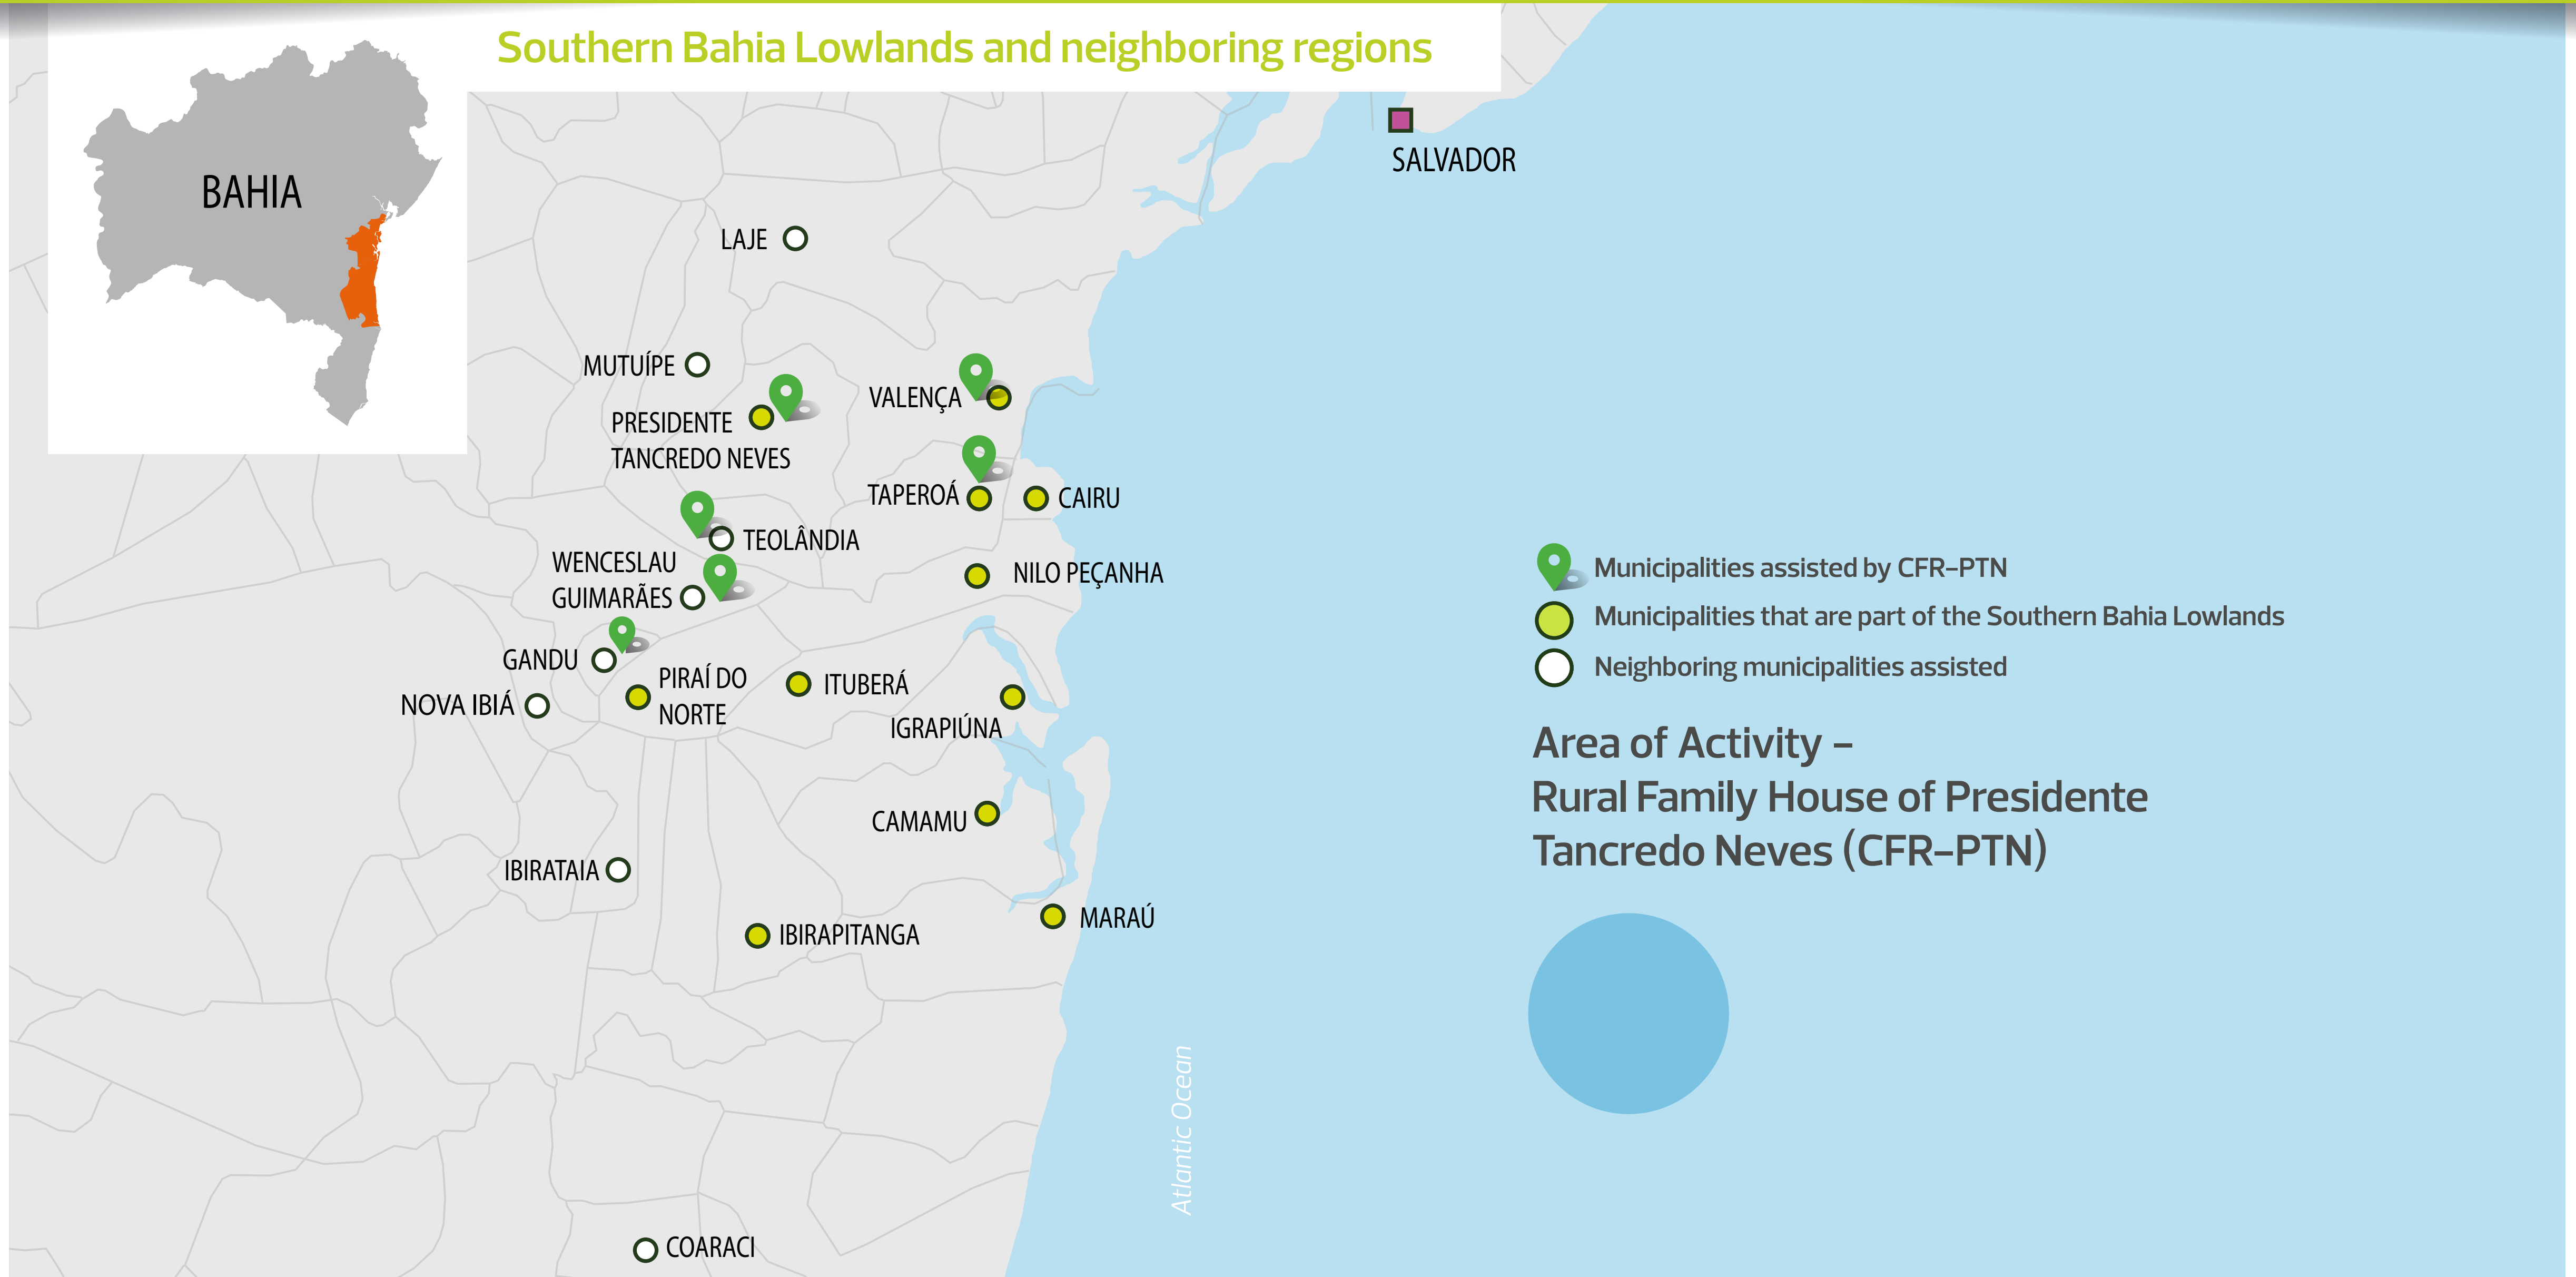 Southern Bahia Lowlands and neighboring regions
BAHIA
SALVADOR
LAJE
MUTUÍPE
PRESIDENTE
TANCREDO NEVES
VALENÇA
TAPEROÁ
CAIRU
TEOLÂNDIA
WENCESLAU
GUIMARÃES
NILO PEÇANHA
GANDU
PIRAÍ DO
NORTE
NOVA IBIÁ
ITUBERÁ
IGRAPIÚNA
CAMAMU
IBIRATAIA
MARAÚ
IBIRAPITANGA
COARACI
Atlantic Ocean
Municipalities assisted by CFR–PTN
Municipalities that are part of the Southern Bahia Lowlands
Neighboring municipalities assisted
Area of Activity –
Rural Family House of Presidente
Tancredo Neves (CFR–PTN)